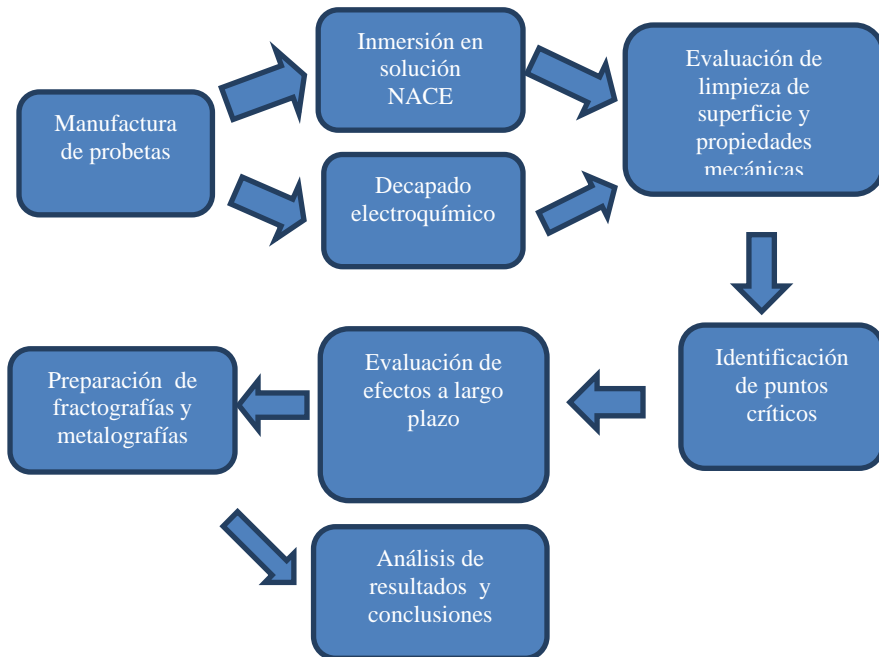 Manufactura
de probetas
Inmersión en
solución
NACE
Decapado
electroquímico
Evaluación de
limpieza de
superficie y
propiedades
mecánicas
Identificación
de puntos
críticos
Evaluación de
efectos a largo
plazo
Preparación de
fractografías y
metalografías
Análisis de
resultados y
conclusiones